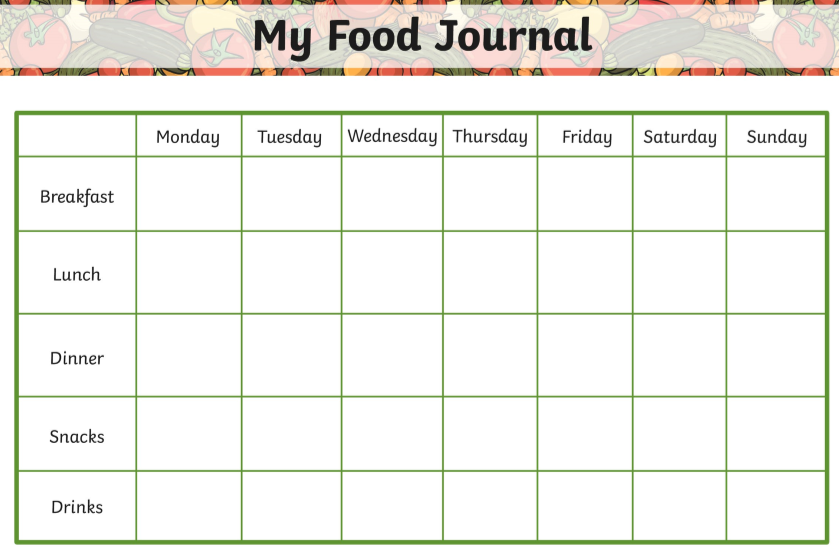 My Food Journal
Monday Tuesday Wednesday Thursday Friday Saturday Sunday
Breakfast
Lunch
Dinner
Snacks
Drinks